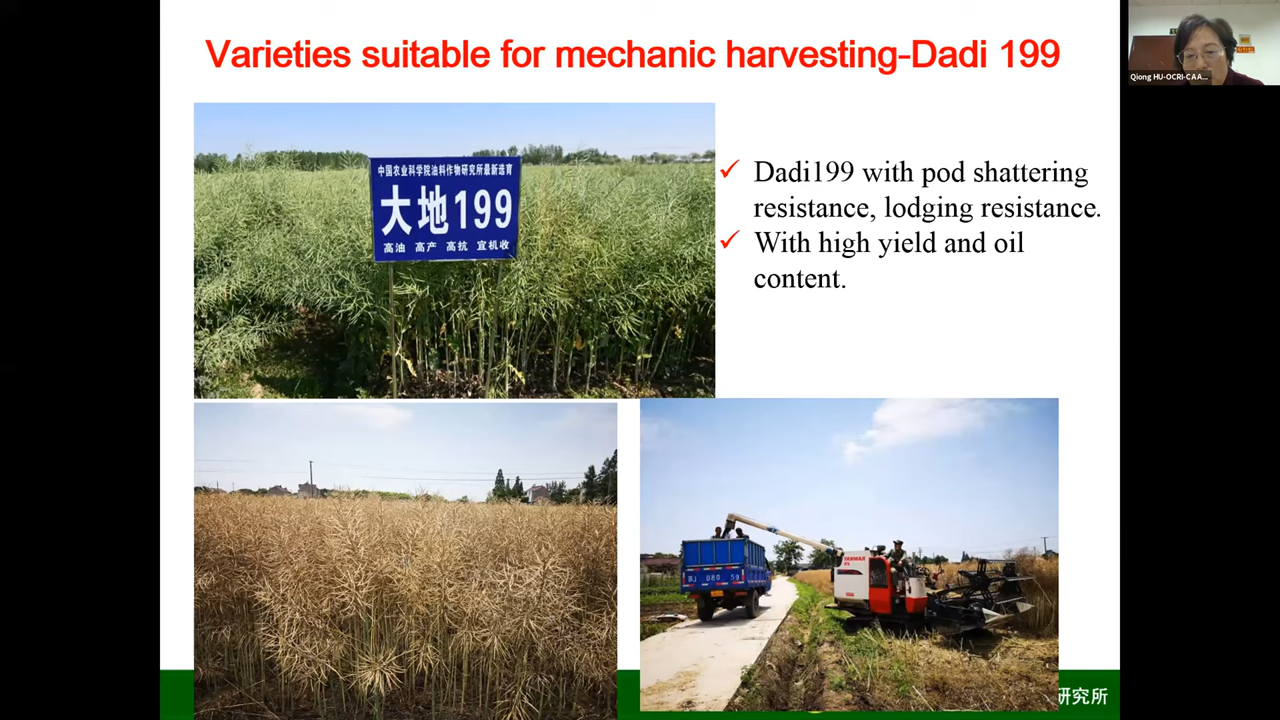 Varieties suitable for mechanic harvesting-Dadi 199
Qiong HU-OCRI-CAA...
中国农业科学院油料作物研究所最新选育
大地199
高油 高产 高抗 宜机收
Dadi199 with pod shattering
resistance, lodging resistance.
With high yield and oil
content.
YANMAR
研究所